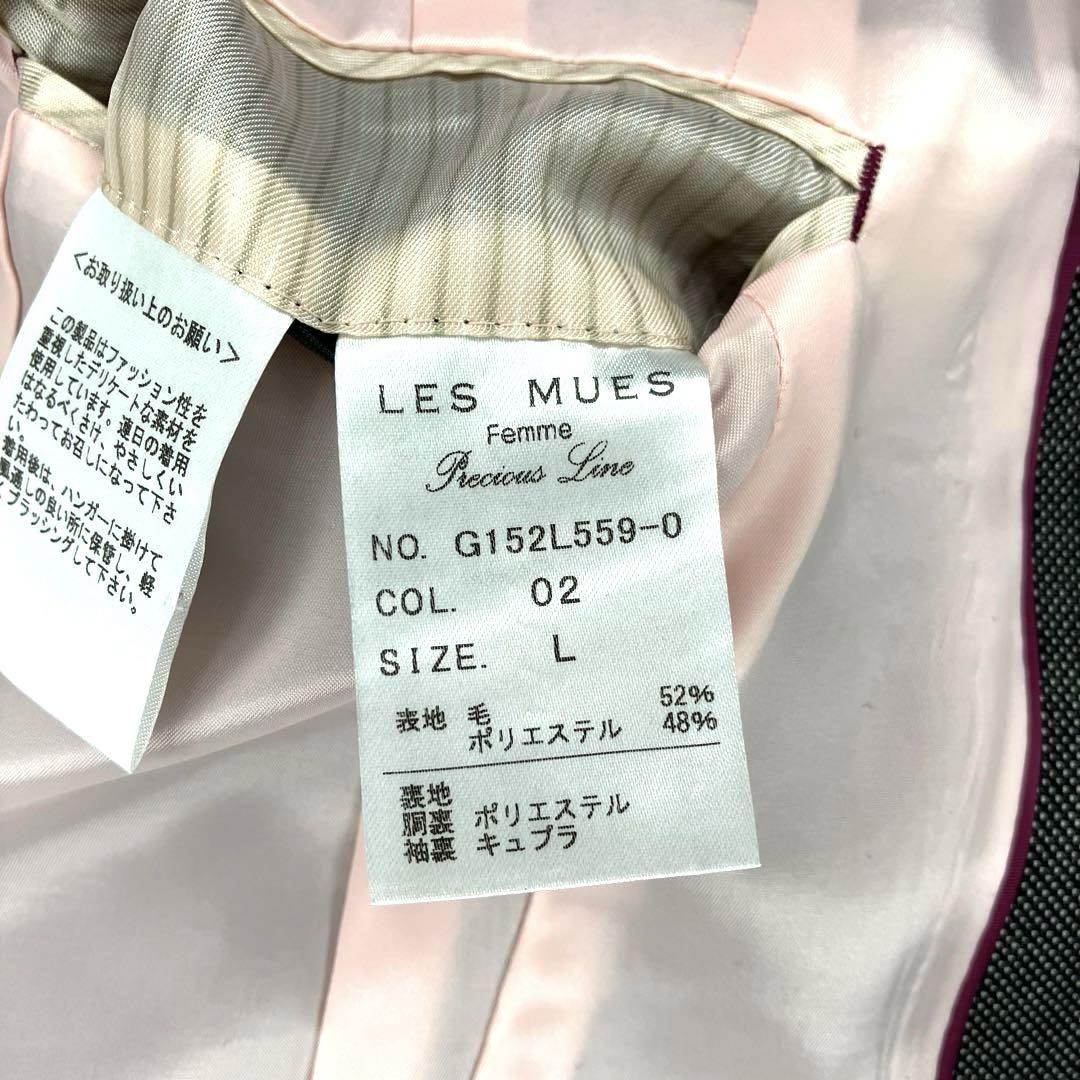 <お取り扱い上のお願い>
この製品はファッション性を
重視したデリケートな素材を
使用しています。連日の着用
はなるべくさけ、やさしくい
たわってお召しになって下さ
い。
着用後は、ハンガーに掛けて
風通しの良い所に保管し、軽
くブラッシングして下さい。
LES MUES
Femme
Precious Line
NO. G152L559-0
COL. 02
SIZE. L
表地 毛 52%
ポリエステル 48%
裏地
胴裏 ポリエステル
袖裏 キュプラ